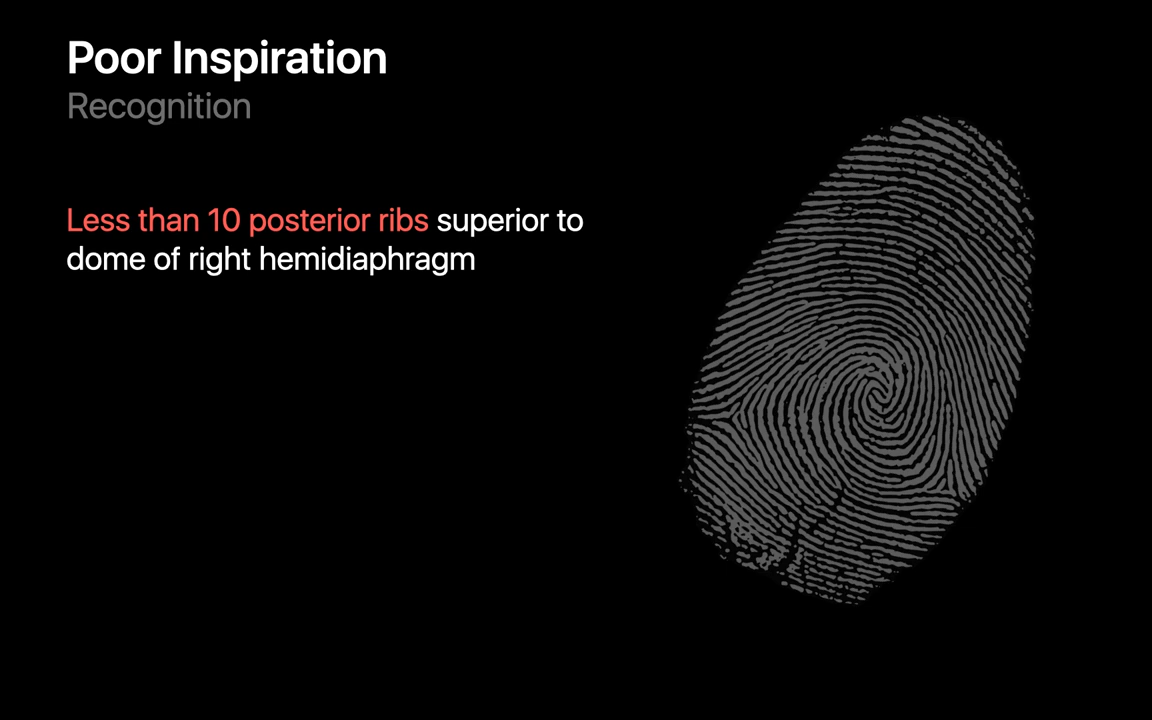 Poor Inspiration
Recognition
Less than 10 posterior ribs superior to
dome of right hemidiaphragm